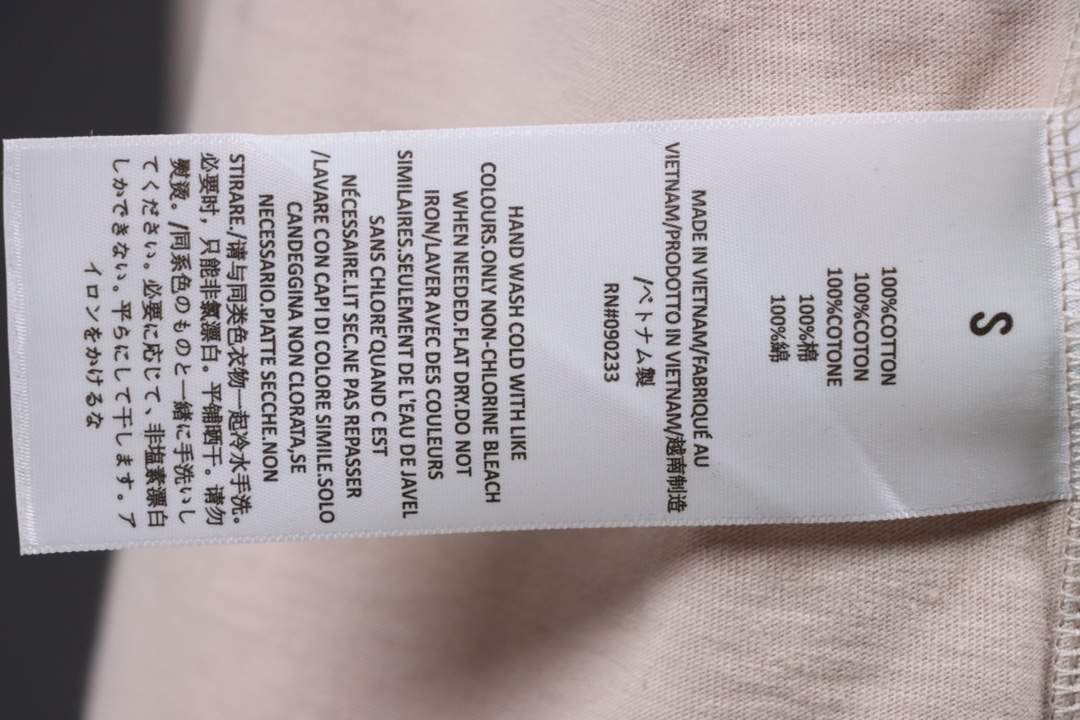 S
100%COTTON
100%COTON
100%COTONE
100%棉
100%綿
MADE IN VIETNAM/FABRIQUÉ AU
VIETNAM/PRODOTTO IN VIETNAM/越南制造
/ベトナム製
RN#090233
HAND WASH COLD WITH LIKE
COLOURS.ONLY NON-CHLORINE BLEACH
WHEN NEEDED.FLAT DRY.DO NOT
IRON/LAVER AVEC DES COULEURS
SIMILAIRES.SEULEMENT DE L'EAU DE JAVEL
SANS CHLORE'QUAND C EST
NÉCESSAIRE.LIT SEC.NE PAS REPASSER
/LAVARE CON CAPI DI COLORE SIMILE.SOLO
CANDEGGINA NON CLORATA,SE
NECESSARIO.PIATTE SECCHE.NON
STIRARE./请与同类色衣物一起冷水手洗。
必要时，只能非氯漂白。平铺晒干。请勿
熨烫。/同系色のものと一緒に手洗いし
てください。必要に応じて、非塩素漂白
しかできない。平らにして干します。ア
イロンをかけるな